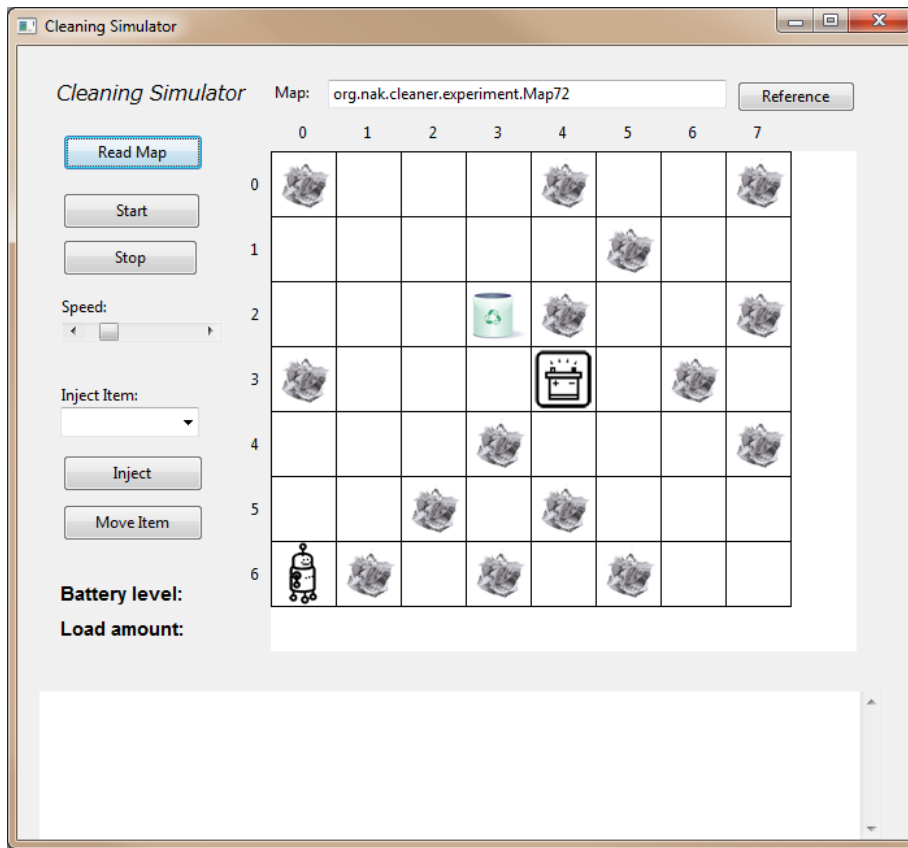 Cleaning Simulator
Cleaning Simulator Map: org.nak.cleaner.experiment.Map72 Reference
0 1 2 3 4 5 6 7
Read Map
0
Start
1
Stop
Speed:
2
3
Inject Item:
4
Inject
5
Move Item
6
Battery level:
Load amount: